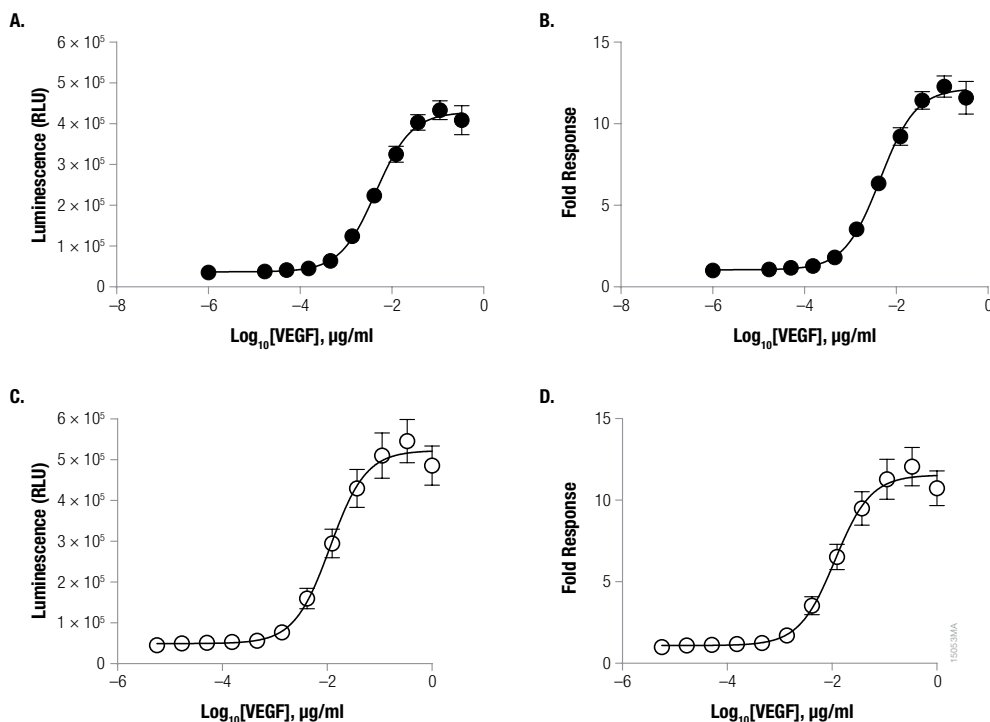 A.
6 × 10⁵
5 × 10⁵
4 × 10⁵
3 × 10⁵
2 × 10⁵
1 × 10⁵
0
–8
–6
–4
–2
0
Luminescence (RLU)
Log₁₀[VEGF], µg/ml
B.
15
10
5
0
–8
–6
–4
–2
0
Fold Response
Log₁₀[VEGF], µg/ml
C.
6 × 10⁵
5 × 10⁵
4 × 10⁵
3 × 10⁵
2 × 10⁵
1 × 10⁵
0
–6
–4
–2
0
Luminescence (RLU)
Log₁₀[VEGF], µg/ml
D.
15
10
5
0
–6
–4
–2
0
Fold Response
Log₁₀[VEGF], µg/ml
15053MA